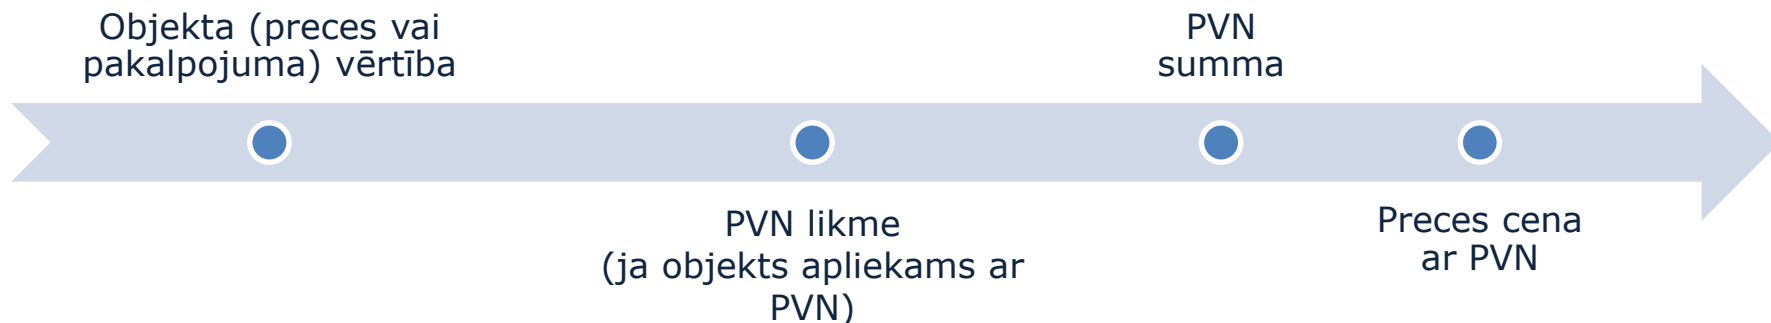 Objekta (preces vai
pakalpojuma) vērtība
PVN likme
(ja objekts apliekams ar
PVN)
PVN
summa
Preces cena
ar PVN